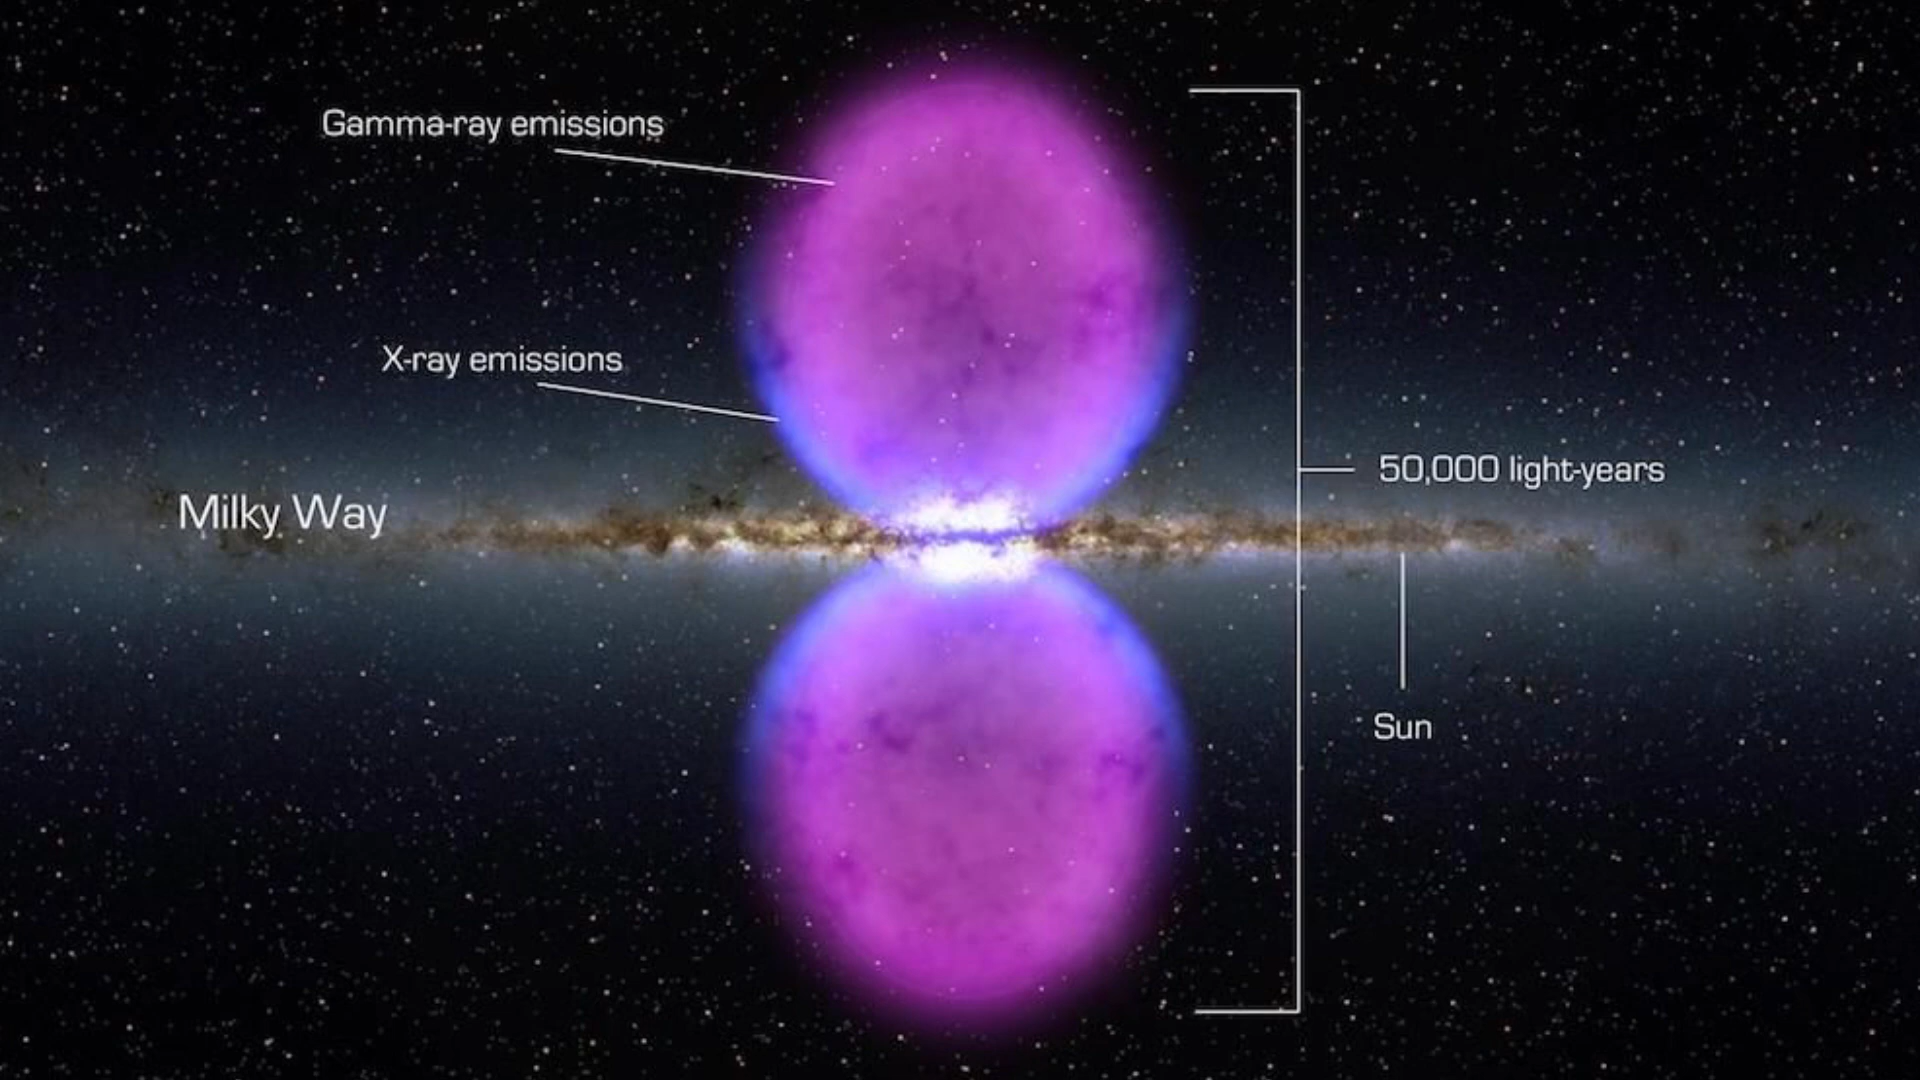 Gamma-ray emissions
X-ray emissions
50,000 light-years
Milky Way
Sun